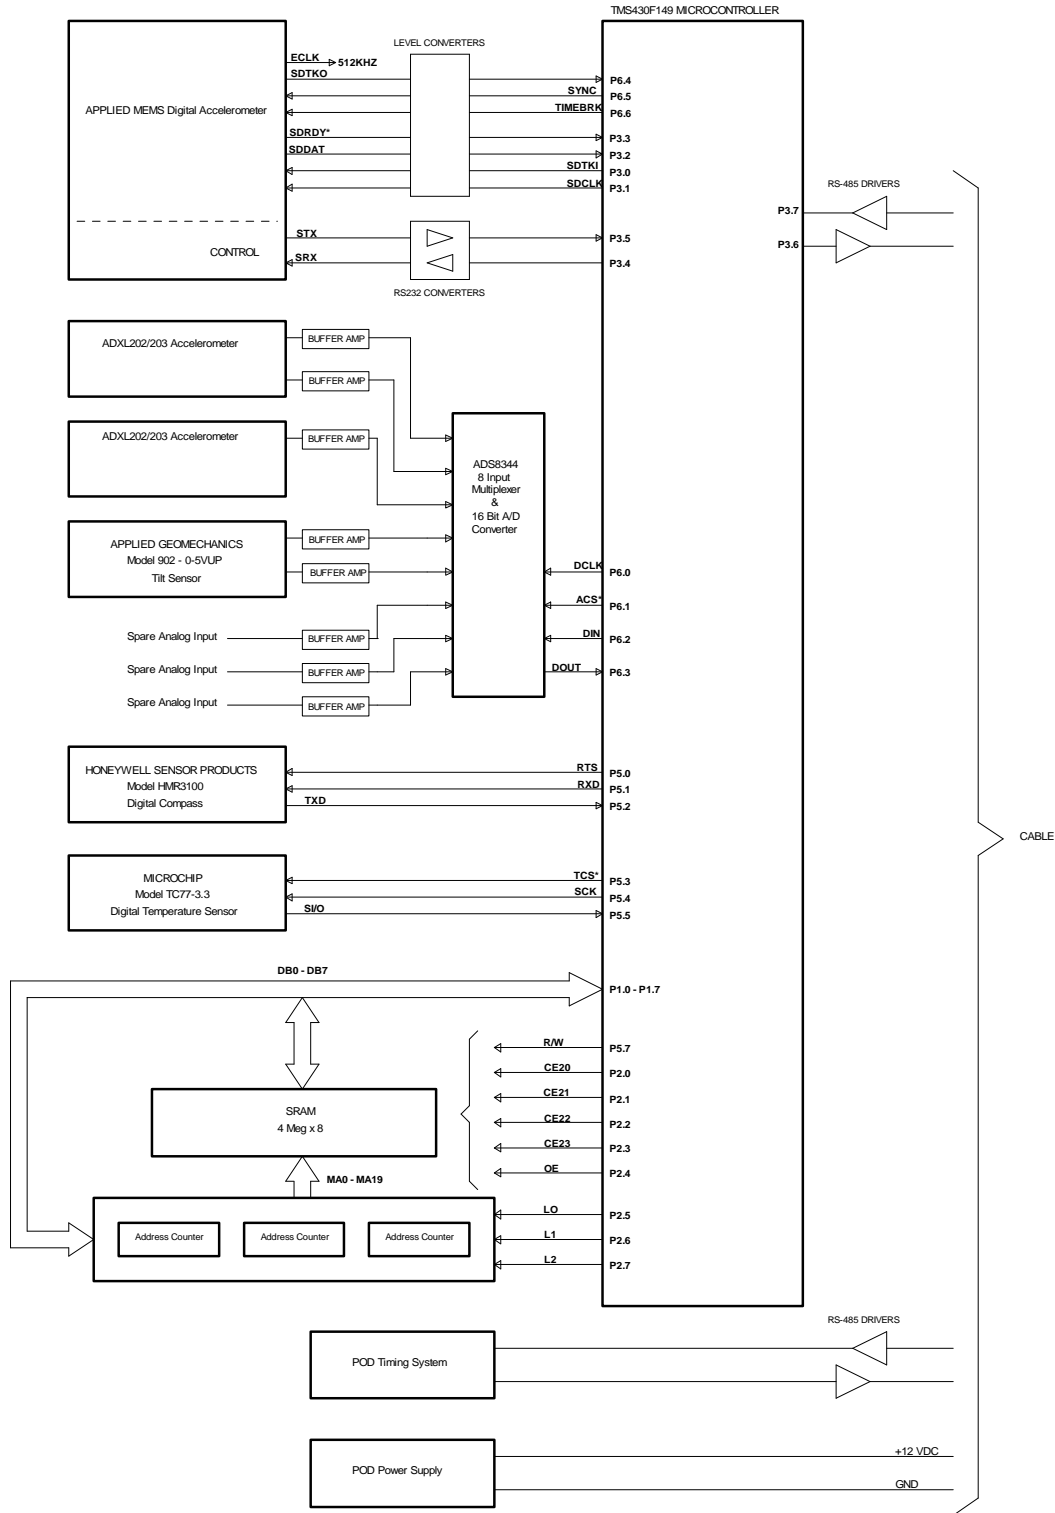 TMS430F149 MICROCONTROLLER
LEVEL CONVERTERS
ECLK
512KHZ
SDTKO
P6.4
SYNC
P6.5
APPLIED MEMS Digital Accelerometer
TIMEBRK
P6.6
SDRDY*
P3.3
SDDAT
P3.2
SDTKI
P3.0
SDCLK
P3.1
RS-485 DRIVERS
P3.7
STX
P3.5
P3.6
CONTROL
SRX
P3.4
RS232 CONVERTERS
ADXL202/203 Accelerometer
BUFFER AMP
BUFFER AMP
ADXL202/203 Accelerometer
BUFFER AMP
ADS8344
8 Input
Multiplexer
&
16 Bit A/D
Converter
APPLIED GEOMECHANICS
Model 902 - 0-5VUP
Tilt Sensor
BUFFER AMP
BUFFER AMP
DCLK
P6.0
ACS*
P6.1
Spare Analog Input
BUFFER AMP
DIN
P6.2
Spare Analog Input
BUFFER AMP
DOUT
P6.3
Spare Analog Input
BUFFER AMP
HONEYWELL SENSOR PRODUCTS
Model HMR3100
Digital Compass
RTS
P5.0
RXD
P5.1
TXD
P5.2
CABLE
MICROCHIP
Model TC77-3.3
Digital Temperature Sensor
TCS*
P5.3
SCK
P5.4
SI/O
P5.5
DB0 - DB7
P1.0 - P1.7
R/W
P5.7
CE20
P2.0
CE21
P2.1
SRAM
4 Meg x 8
CE22
P2.2
CE23
P2.3
OE
P2.4
MA0 - MA19
LO
P2.5
Address Counter
Address Counter
Address Counter
L1
P2.6
L2
P2.7
RS-485 DRIVERS
POD Timing System
+12 VDC
POD Power Supply
GND